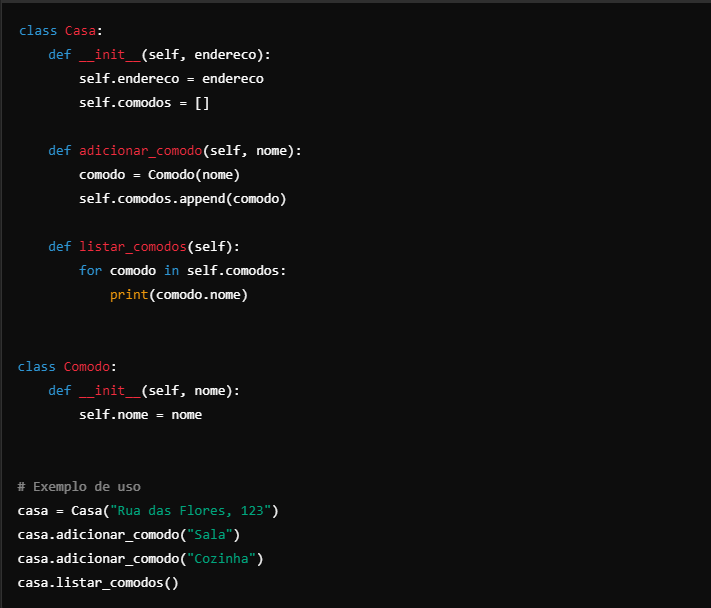 class Casa:
    def __init__(self, endereco):
        self.endereco = endereco
        self.comodos = []

    def adicionar_comodo(self, nome):
        comodo = Comodo(nome)
        self.comodos.append(comodo)

    def listar_comodos(self):
        for comodo in self.comodos:
            print(comodo.nome)


class Comodo:
    def __init__(self, nome):
        self.nome = nome


# Exemplo de uso
casa = Casa("Rua das Flores, 123")
casa.adicionar_comodo("Sala")
casa.adicionar_comodo("Cozinha")
casa.listar_comodos()